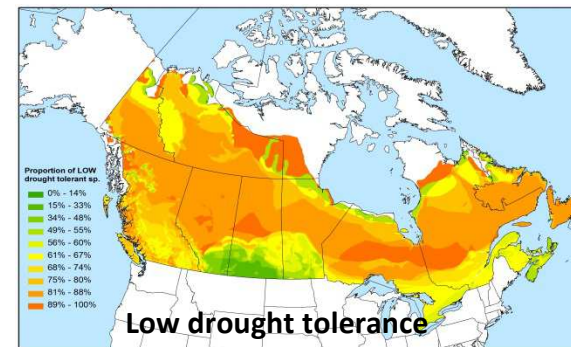 Proportion of LOW
drought tolerant sp.
0% - 14%
15% - 33%
34% - 48%
49% - 55%
56% - 60%
61% - 67%
68% - 74%
75% - 80%
81% - 88%
89% - 100%
Low drought tolerance